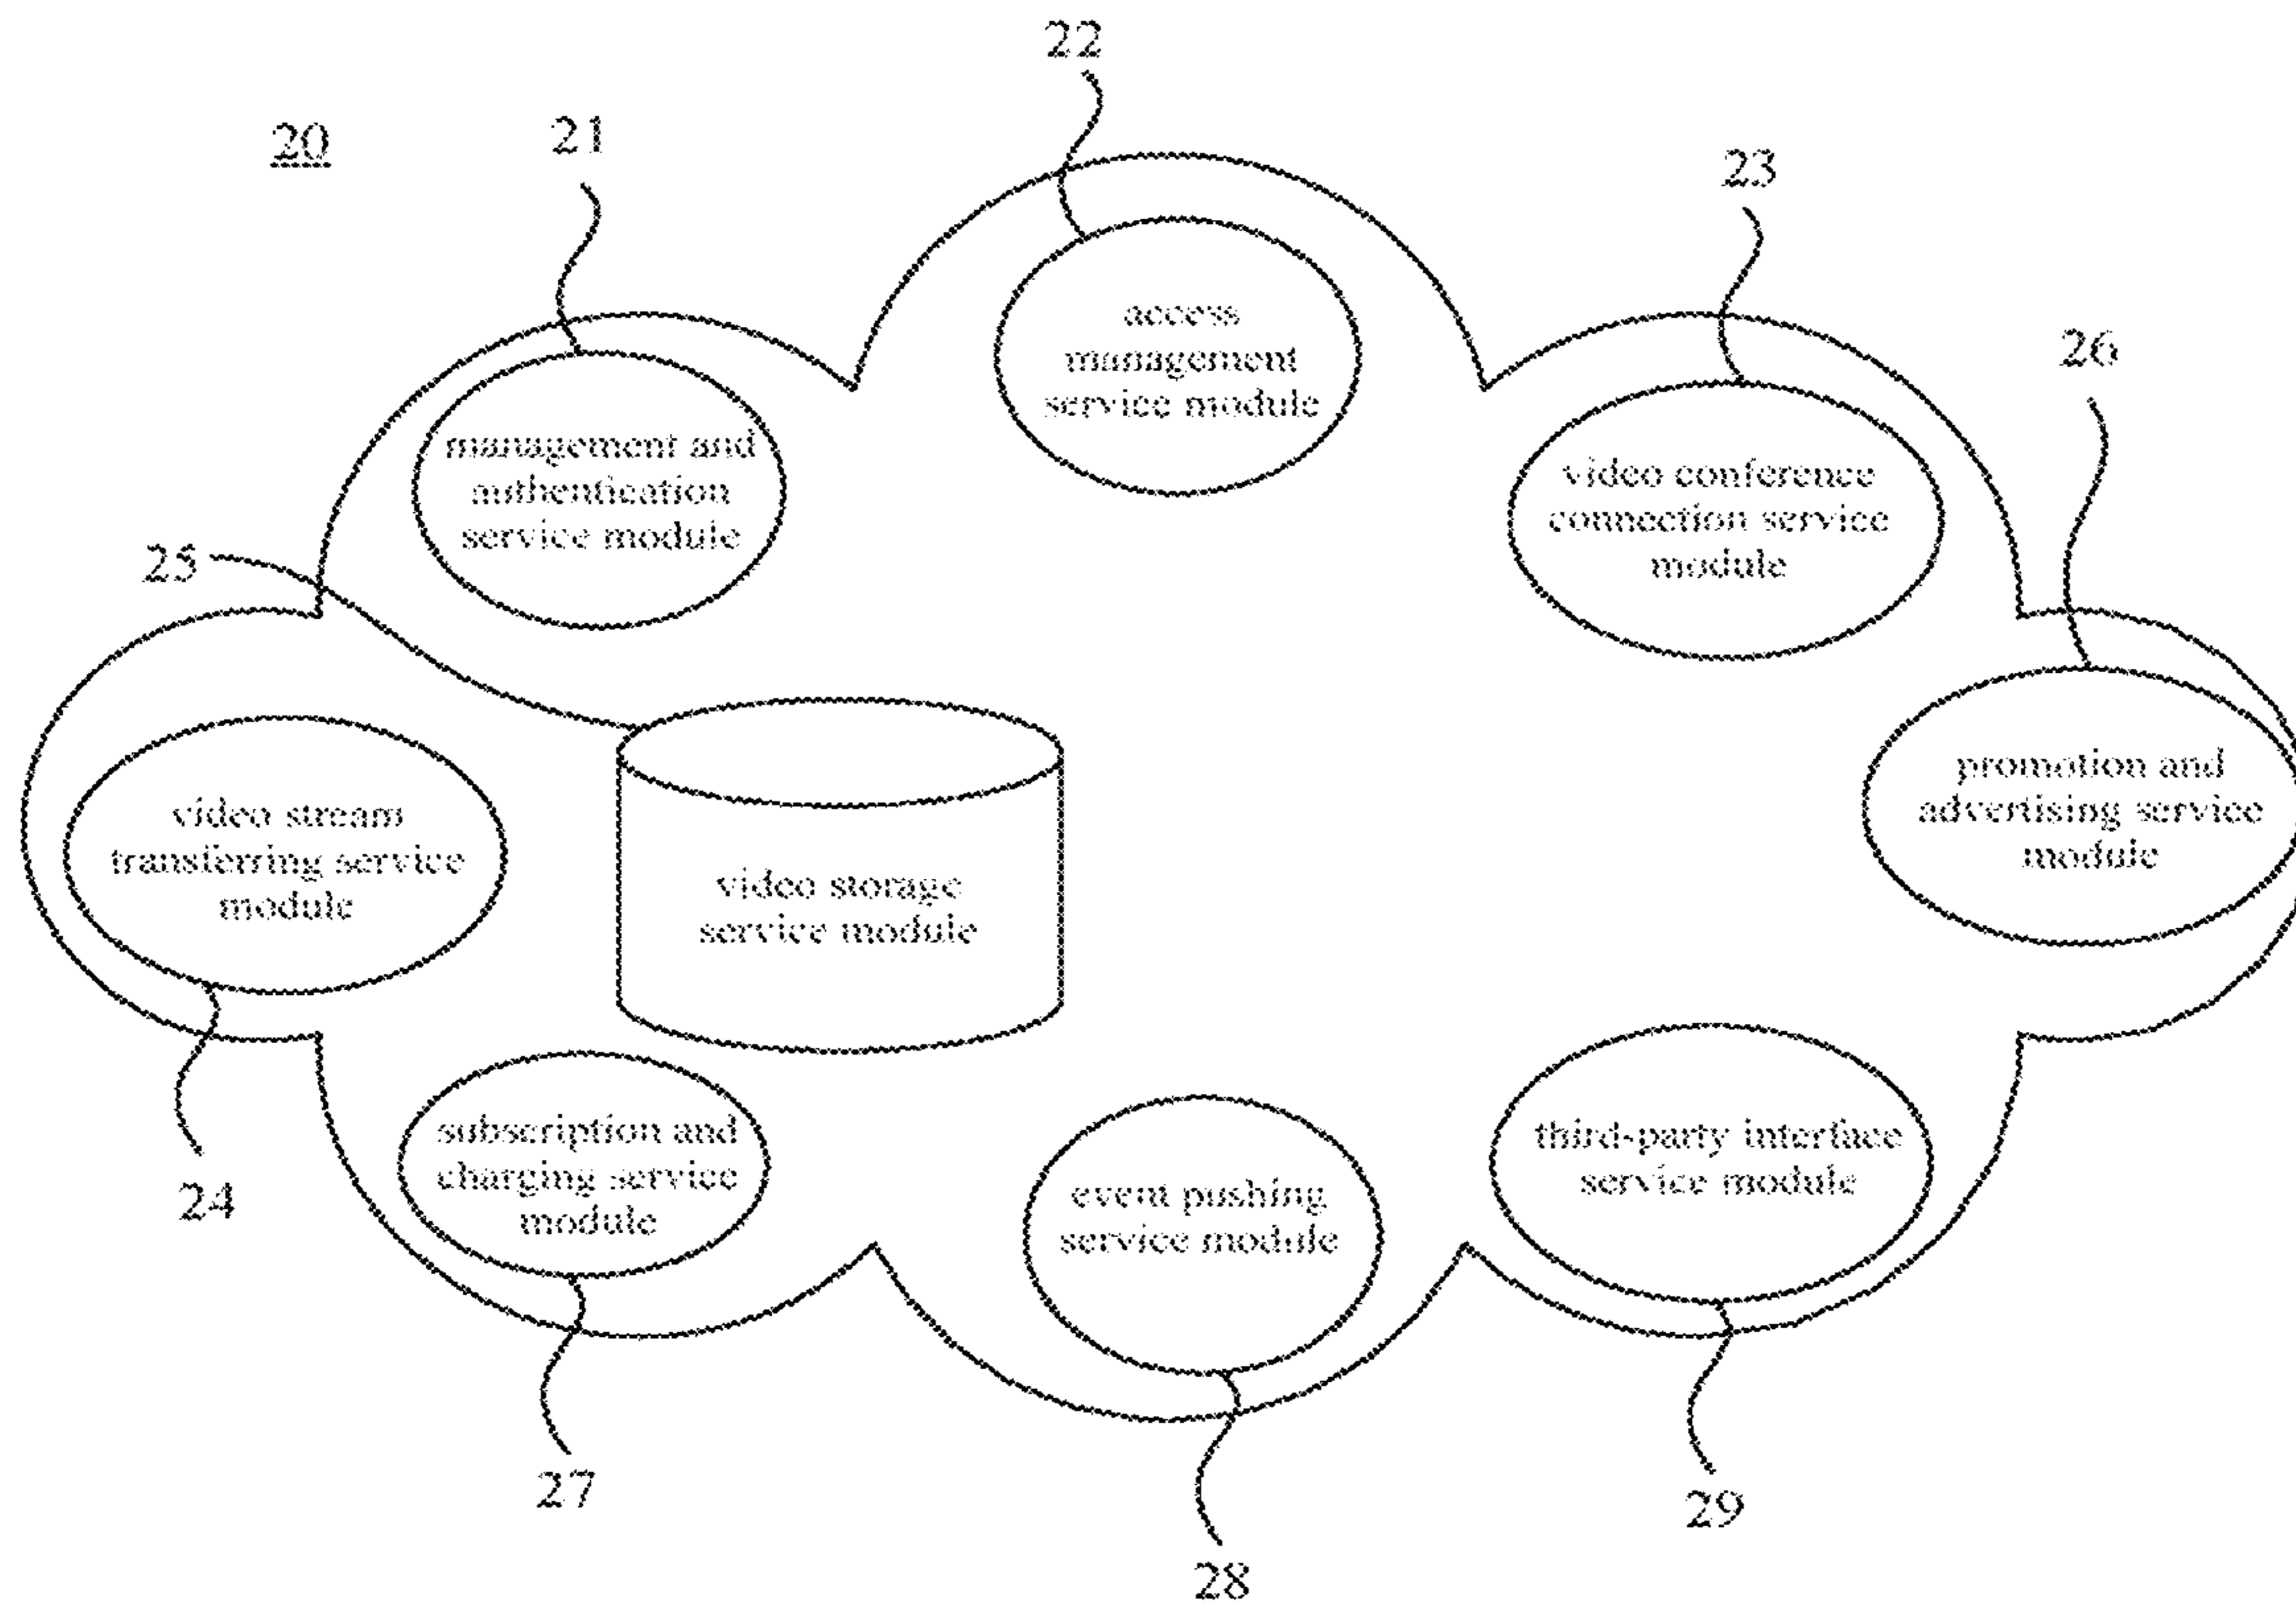 22
20
21
23
access
management
service module
26
management and
authentication
service module
video conference
connection service
module
25
promotion and
advertising service
module
video stream
transferring service
module
video storage
service module
subscription and
charging service
module
third-party interface
service module
event pushing
service module
24
27
29
28